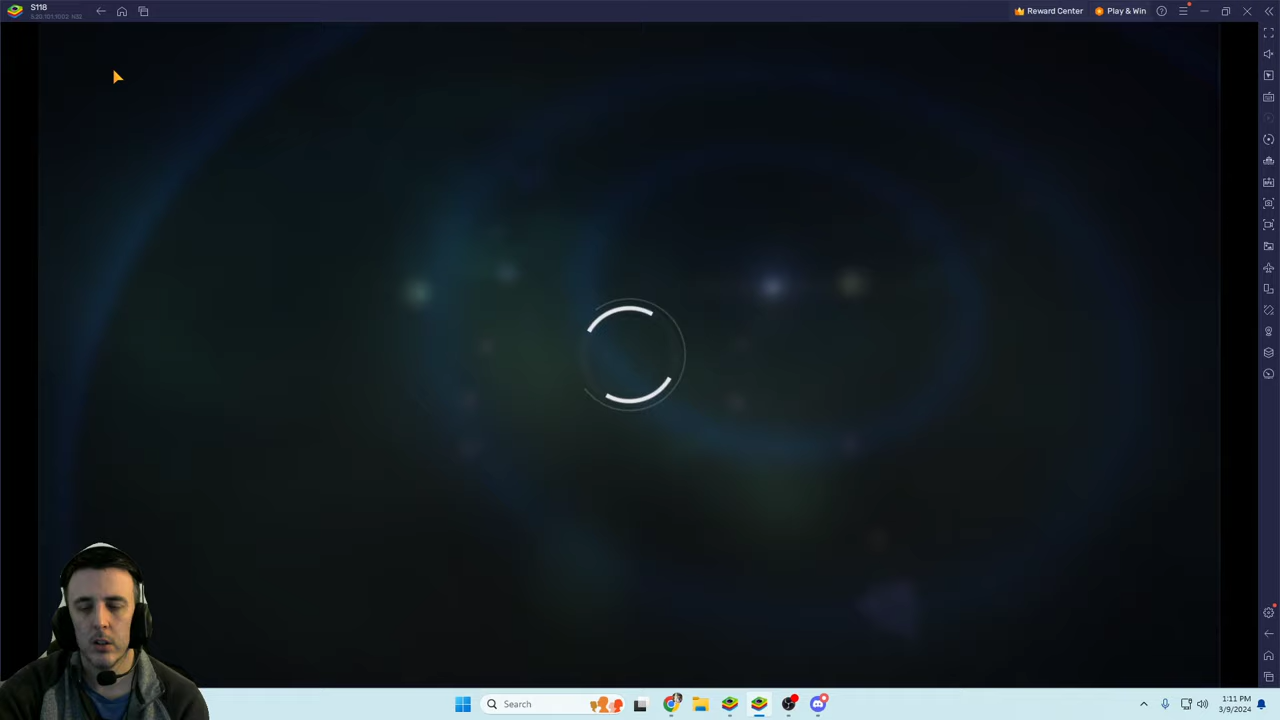 S118
Reward Center
Play & Win
Search
1:11 PM
3/9/2024